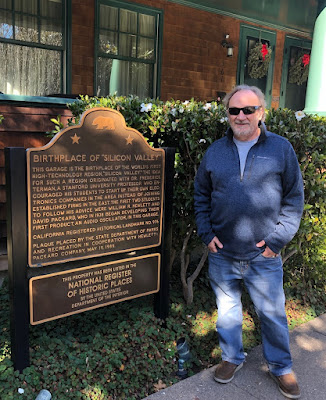 BIRTHPLACE OF "SILICON VALLEY"
THIS GARAGE IS THE BIRTHPLACE OF THE WORLD'S FIRST
HIGH-TECHNOLOGY REGION, "SILICON VALLEY." THE IDEA
FOR SUCH A REGION ORIGINATED WITH DR. FREDERICK
TERMAN, A STANFORD UNIVERSITY PROFESSOR WHO EN-
COURAGED HIS STUDENTS TO START UP THEIR OWN ELEC-
TRONICS COMPANIES IN THE AREA INSTEAD OF JOINING
ESTABLISHED FIRMS IN THE EAST. THE FIRST TWO STUDENTS
TO FOLLOW HIS ADVICE WERE WILLIAM R. HEWLETT AND
DAVID PACKARD, WHO IN 1938 BEGAN DEVELOPING THEIR
FIRST PRODUCT, AN AUDIO OSCILLATOR, IN THIS GARAGE.
CALIFORNIA REGISTERED HISTORICAL LANDMARK NO. 976
PLAQUE PLACED BY THE STATE DEPARTMENT OF PARKS
AND RECREATION IN COOPERATION WITH HEWLETT-
PACKARD COMPANY, MAY 19, 1989.
THIS PROPERTY HAS BEEN LISTED IN THE
NATIONAL REGISTER
OF HISTORIC PLACES
BY THE UNITED STATES
DEPARTMENT OF THE INTERIOR